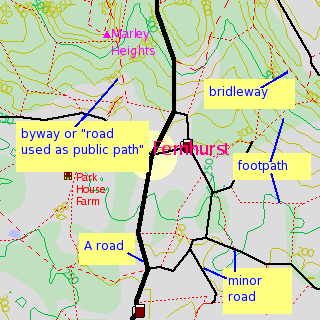 Marley
Heights
bridleway
byway or "road
used as public path"
Fernhurst
footpath
Park
House
Farm
A road
minor
road